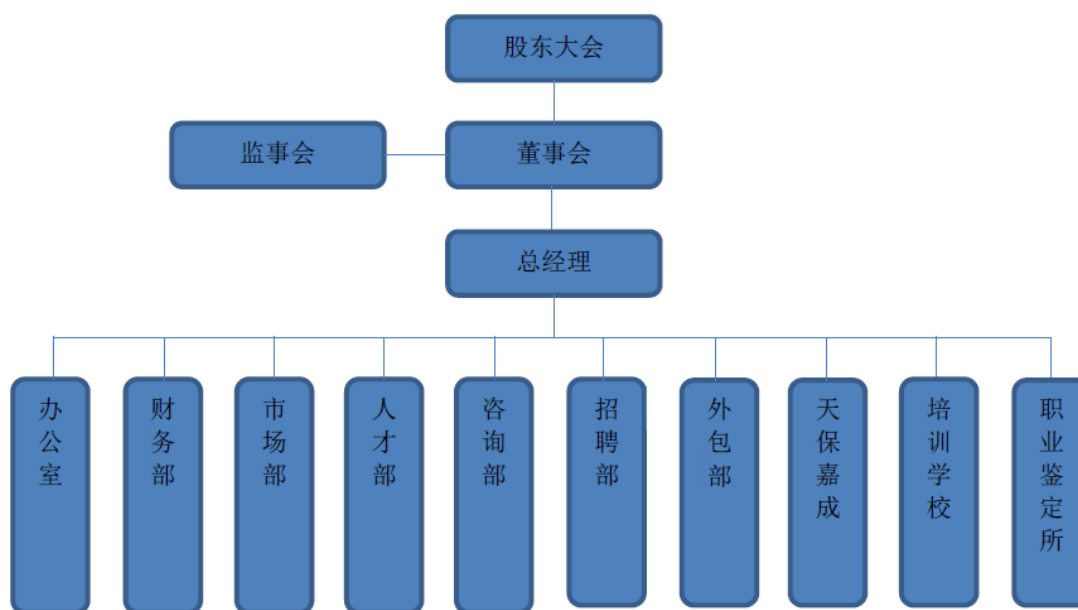 股东大会
监事会
董事会
总经理
办公室
财务部
市场部
人才部
咨询部
招聘部
外包部
天保嘉成
培训学校
职业鉴定所